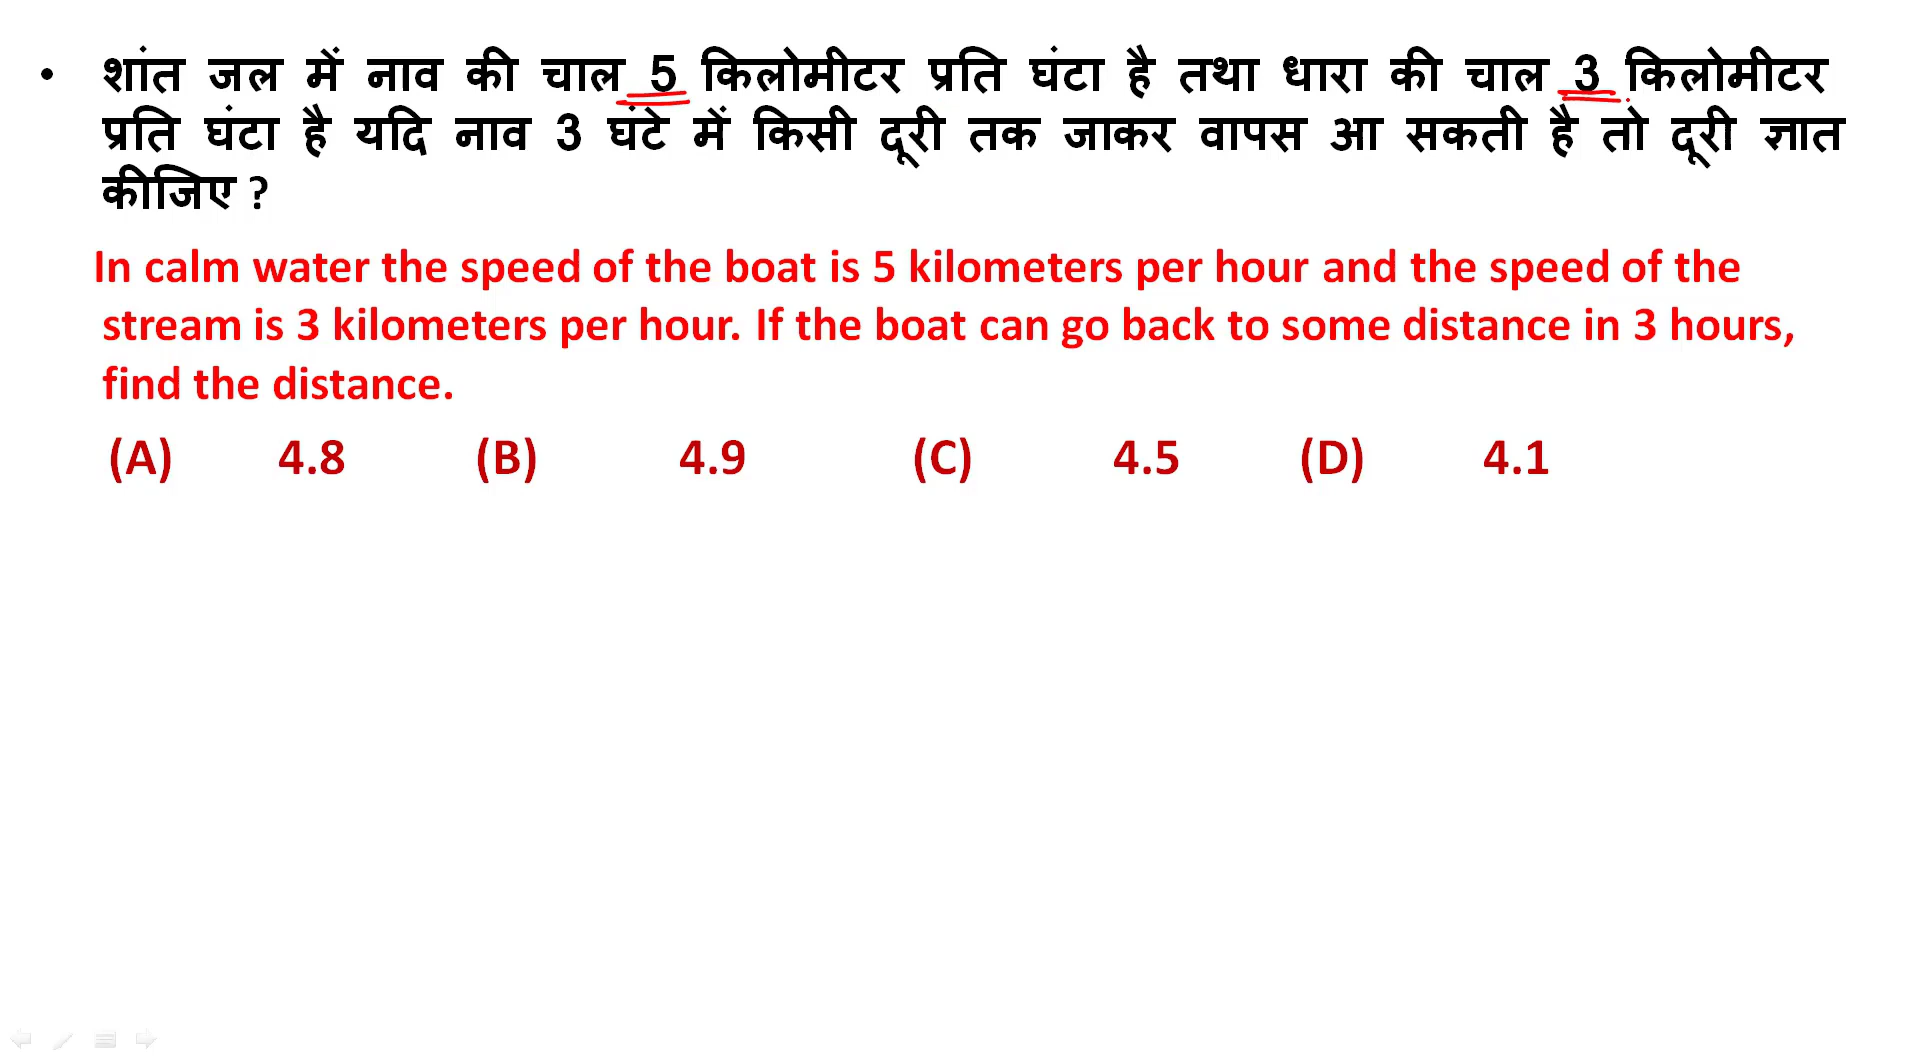 • शांत जल में नाव की चाल 5 किलोमीटर प्रति घंटा है तथा धारा की चाल 3 किलोमीटर
प्रति घंटा है यदि नाव 3 घंटे में किसी दूरी तक जाकर वापस आ सकती है तो दूरी ज्ञात
कीजिए ?
In calm water the speed of the boat is 5 kilometers per hour and the speed of the
stream is 3 kilometers per hour. If the boat can go back to some distance in 3 hours,
find the distance.
(A) 4.8 (B) 4.9 (C) 4.5 (D) 4.1